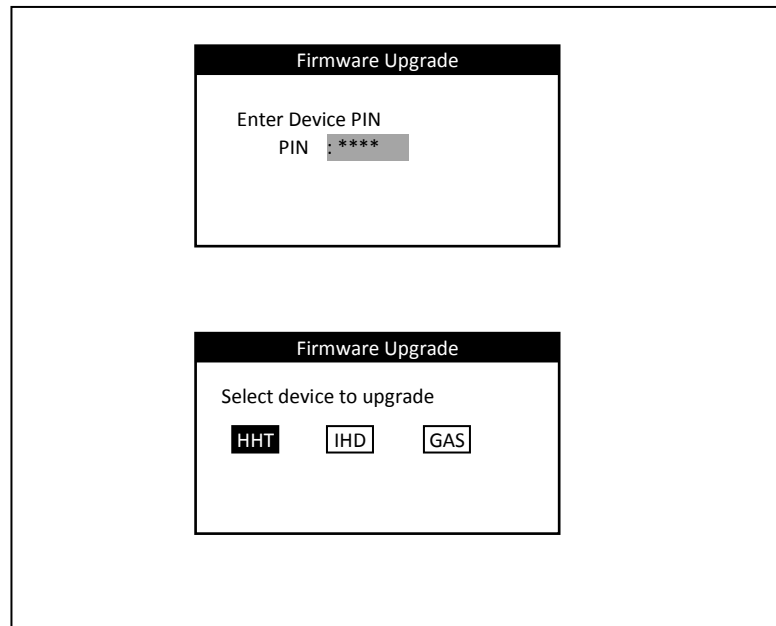 Firmware Upgrade
Enter Device PIN
PIN : ****
Firmware Upgrade
Select device to upgrade
HHT IHD GAS